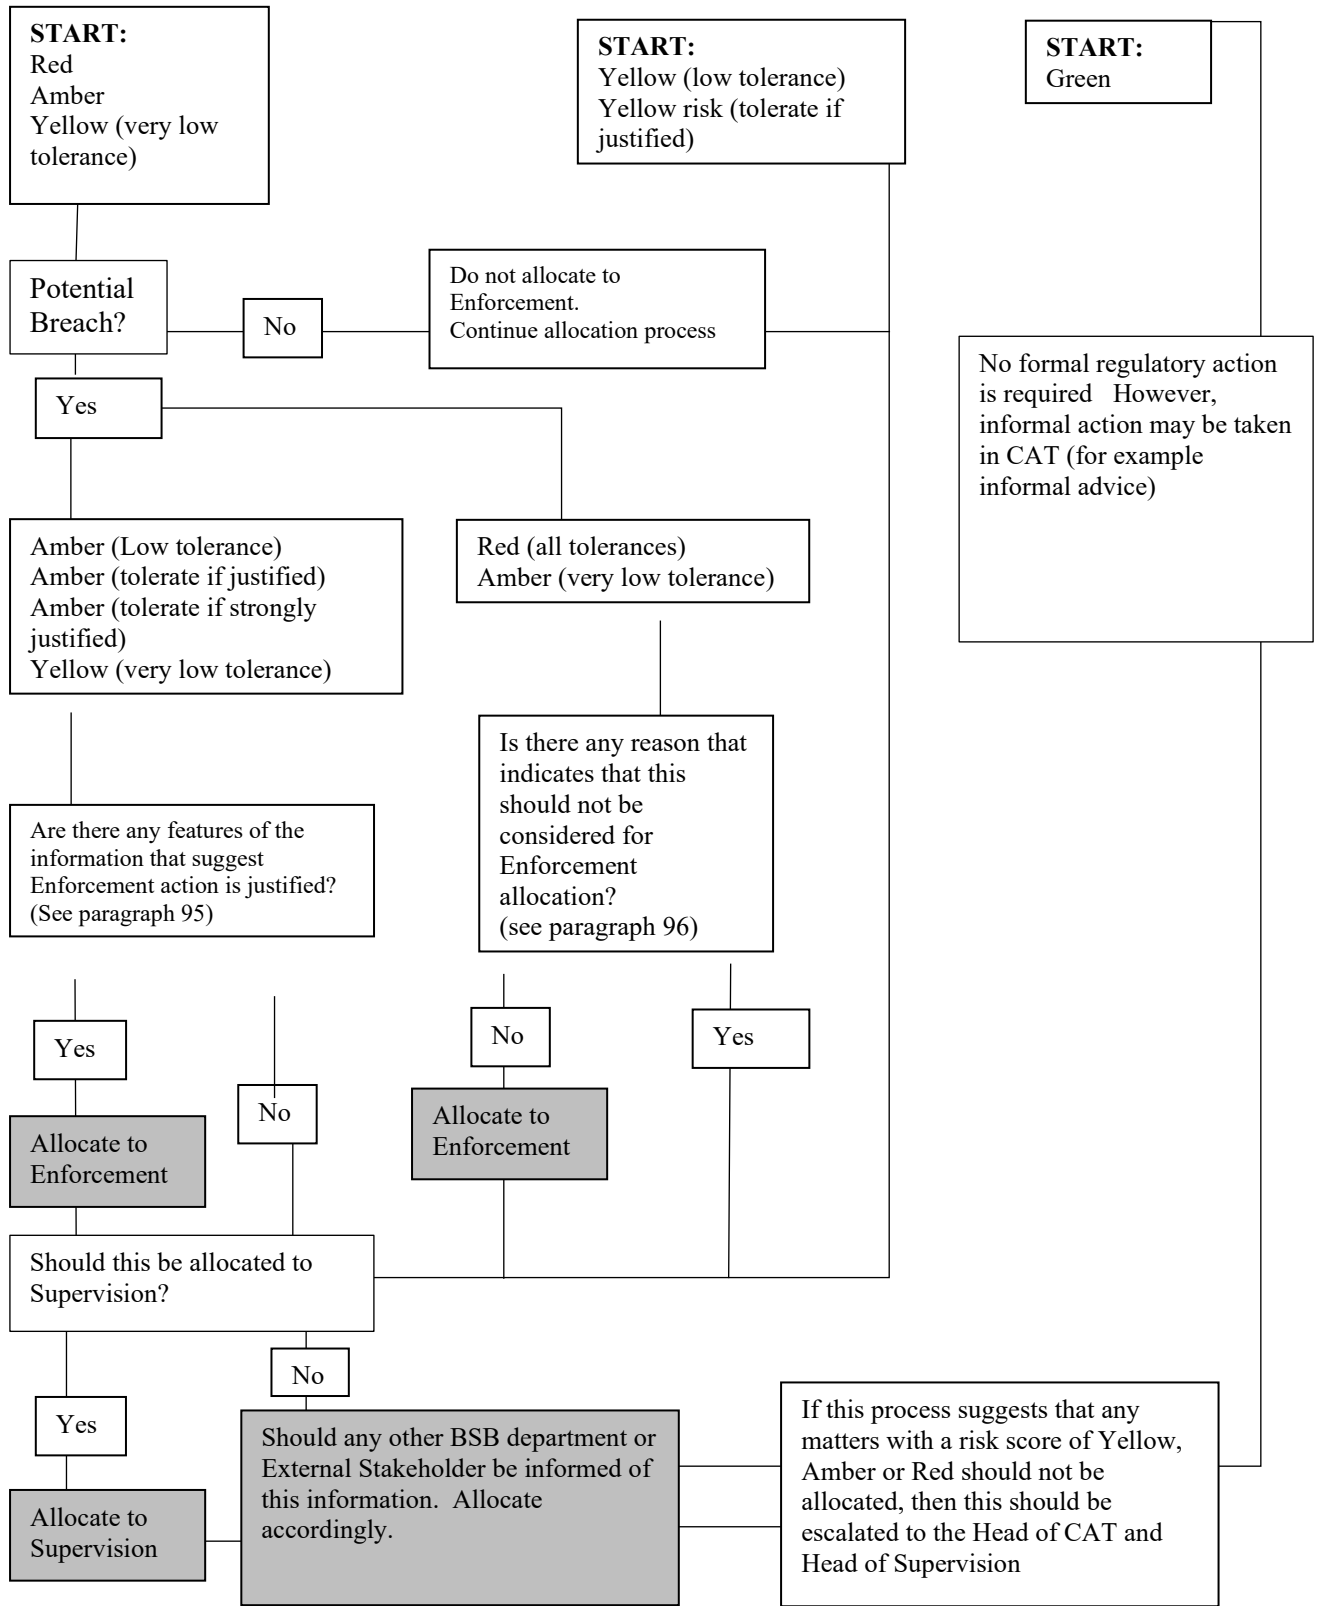 START:
Red
Amber
Yellow (very low
tolerance)
START:
Yellow (low tolerance)
Yellow risk (tolerate if
justified)
START:
Green
Potential
Breach?
No
Do not allocate to
Enforcement.
Continue allocation process
No formal regulatory action
is required   However,
informal action may be taken
in CAT (for example
informal advice)
Yes
Amber (Low tolerance)
Amber (tolerate if justified)
Amber (tolerate if strongly
justified)
Yellow (very low tolerance)
Red (all tolerances)
Amber (very low tolerance)
Are there any features of the
information that suggest
Enforcement action is justified?
(See paragraph 95)
Is there any reason that
indicates that this
should not be
considered for
Enforcement
allocation?
(see paragraph 96)
Yes
No
No
Yes
Allocate to
Enforcement
Allocate to
Enforcement
Should this be allocated to
Supervision?
Yes
No
Allocate to
Supervision
Should any other BSB department or
External Stakeholder be informed of
this information.  Allocate
accordingly.
If this process suggests that any
matters with a risk score of Yellow,
Amber or Red should not be
allocated, then this should be
escalated to the Head of CAT and
Head of Supervision